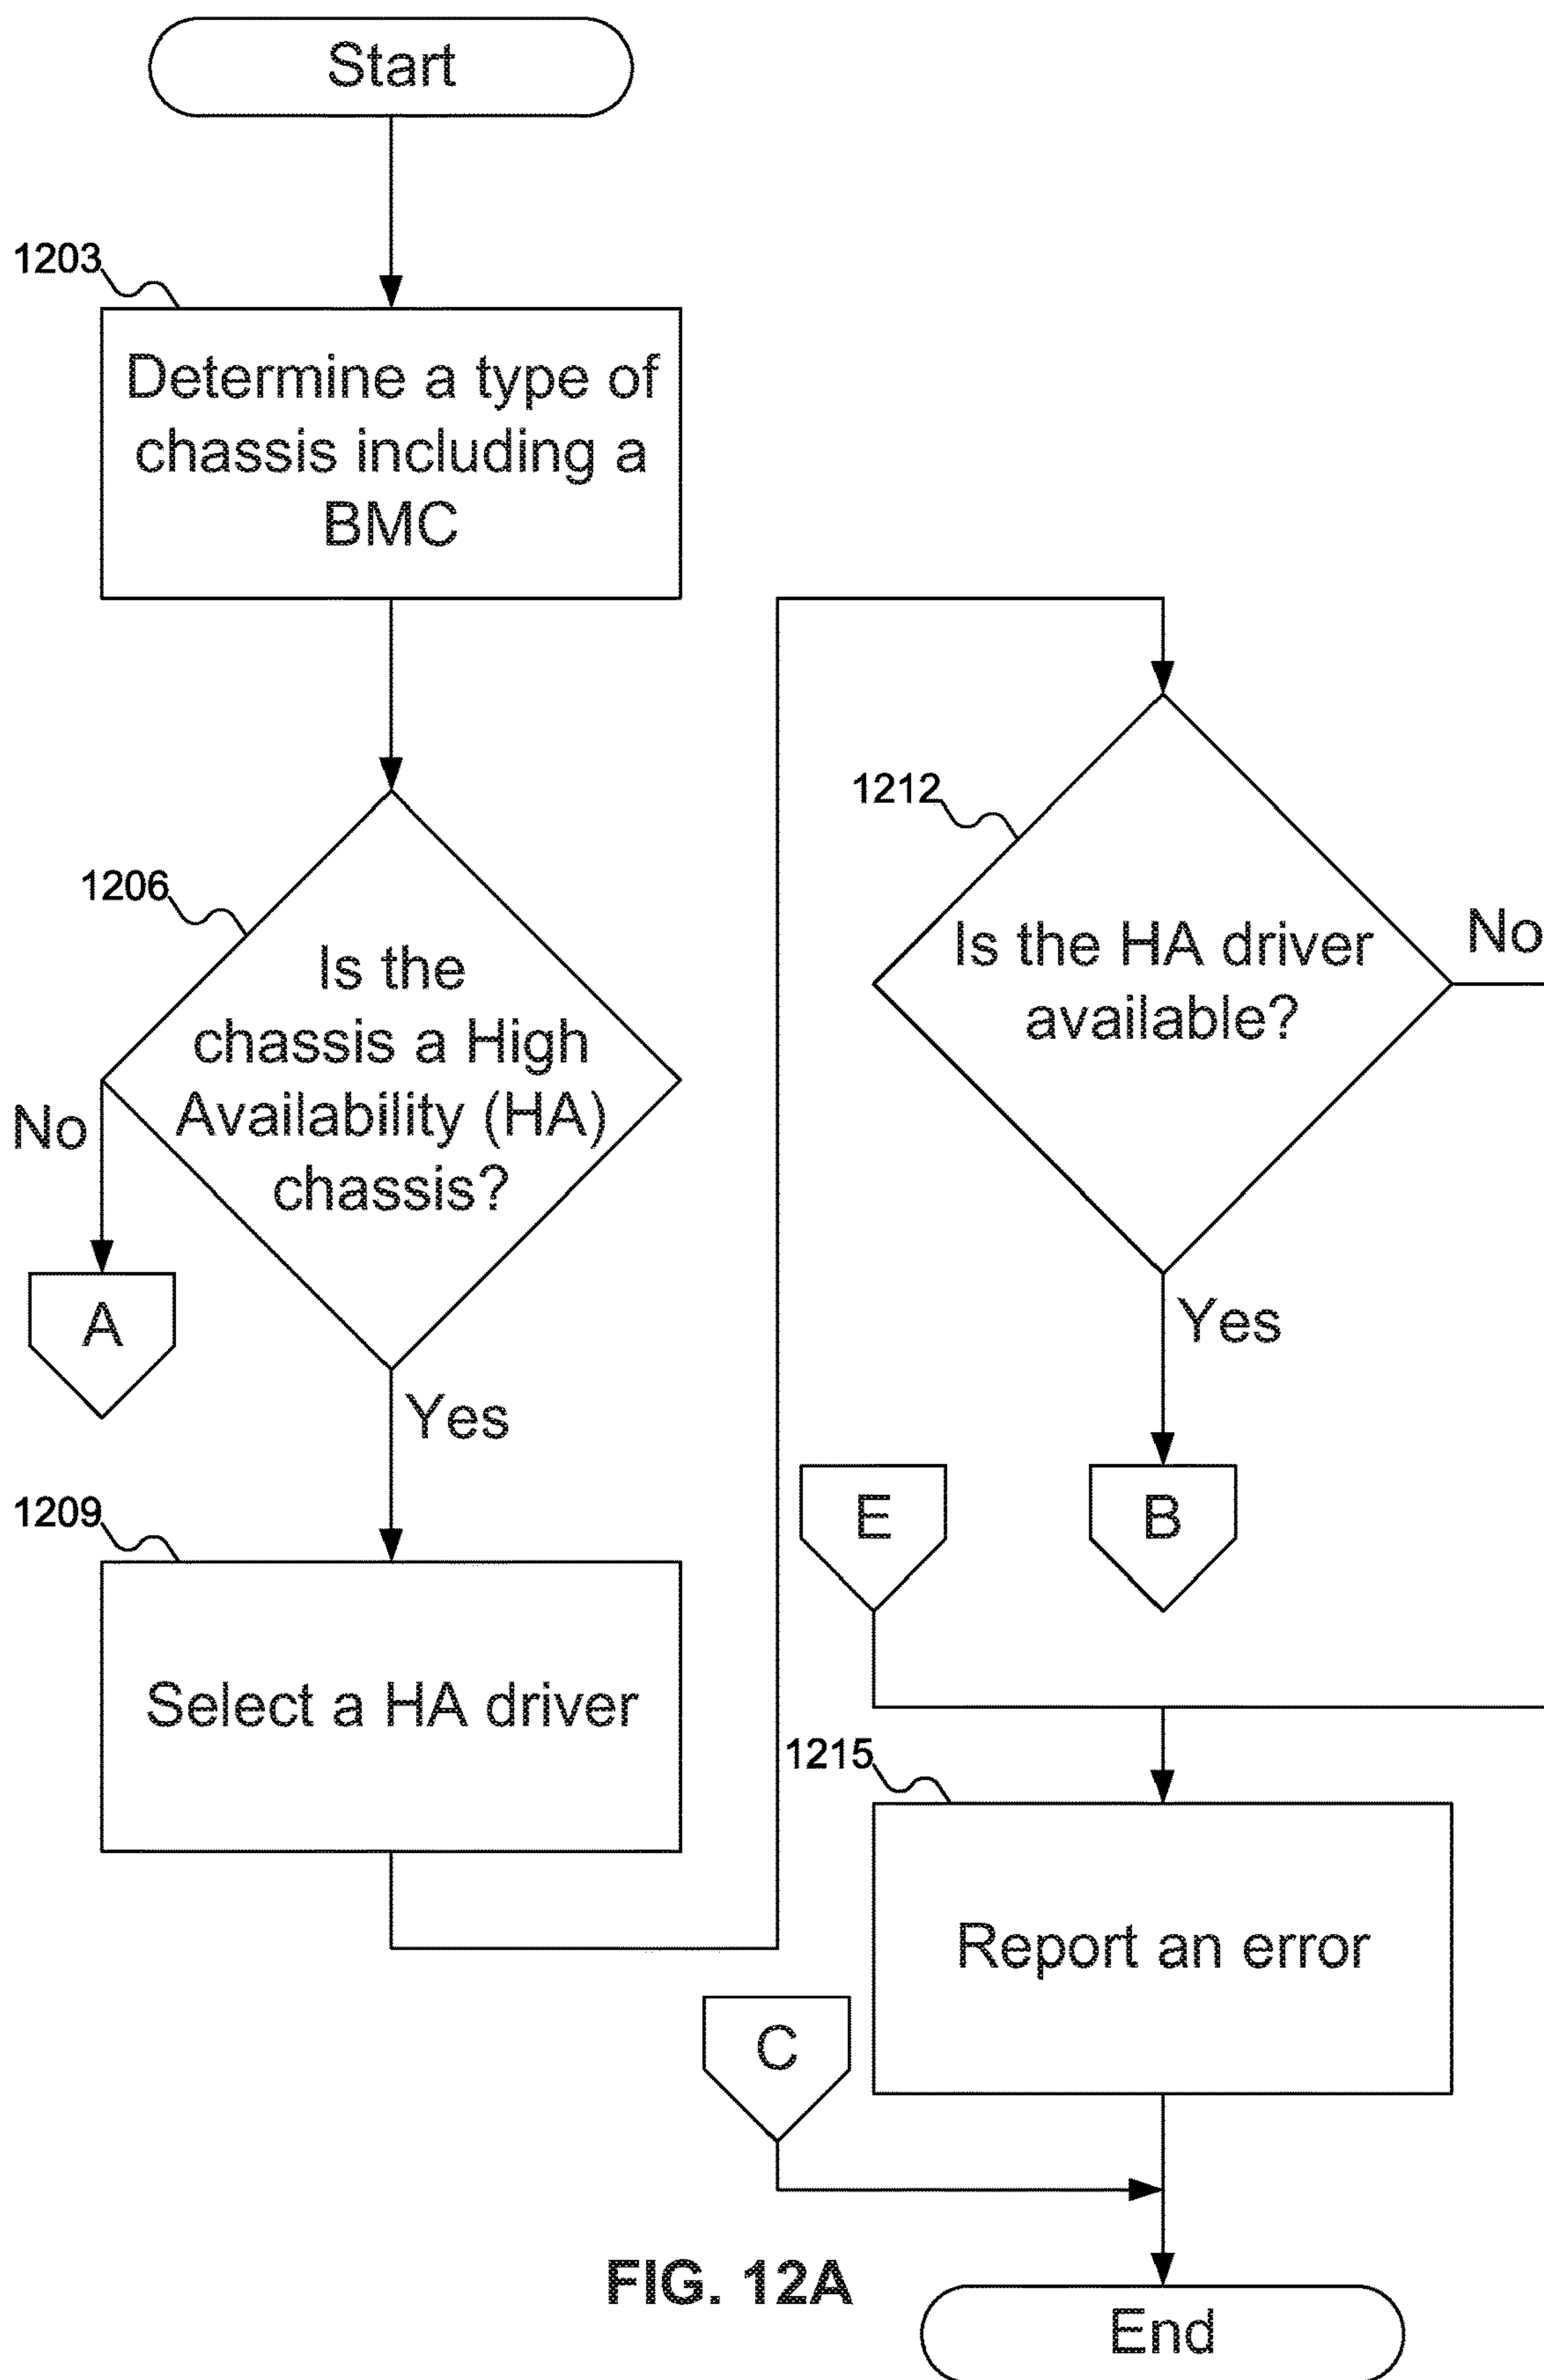 Start
1203
Determine a type of
chassis including a
BMC
1206
Is the
chassis a High
Availability (HA)
chassis?
No
A
Yes
1209
Select a HA driver
1212
Is the HA driver
available?
No
Yes
E
B
1215
Report an error
C
End
FIG. 12A